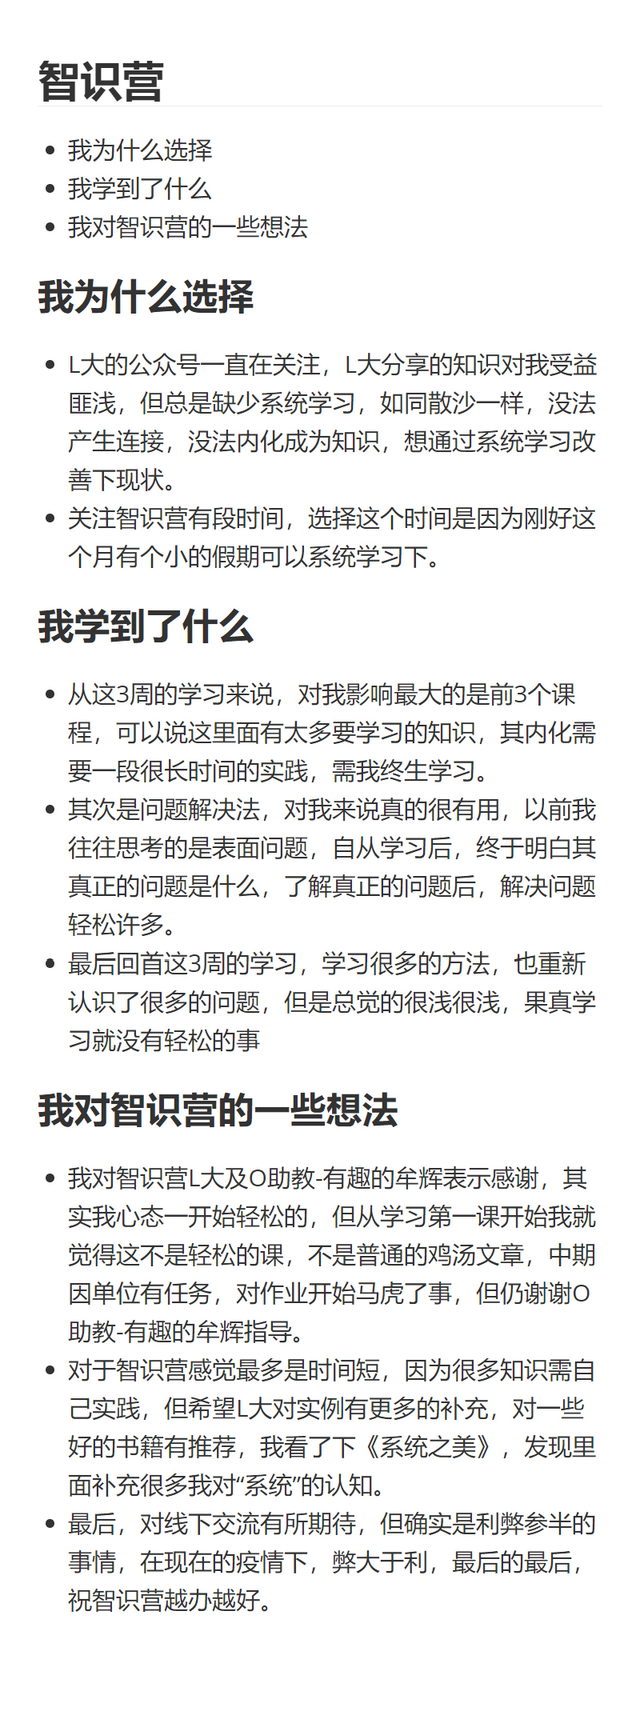 智识营
我为什么选择
我学到了什么
我对智识营的一些想法
我为什么选择
L大的公众号一直在关注，L大分享的知识对我受益
匪浅，但总是缺少系统学习，如同散沙一样，没法
产生连接，没法内化成为知识，想通过系统学习改
善下现状。
关注智识营有段时间，选择这个时间是因为刚好这
个月有个小的假期可以系统学习下。
我学到了什么
从这3周的学习来说，对我影响最大的是前3个课
程，可以说这里面有太多要学习的知识，其内化需
要一段很长时间的实践，需我终生学习。
其次是问题解决法，对我来说真的很有用，以前我
往往思考的是表面问题，自从学习后，终于明白其
真正的问题是什么，了解真正的问题后，解决问题
轻松许多。
最后回首这3周的学习，学习很多的方法，也重新
认识了很多的问题，但是总觉的很浅很浅，果真学
习就没有轻松的事
我对智识营的一些想法
我对智识营L大及O助教-有趣的牟辉表示感谢，其
实我心态一开始轻松的，但从学习第一课开始我就
觉得这不是轻松的课，不是普通的鸡汤文章，中期
因单位有任务，对作业开始马虎了事，但仍谢谢O
助教-有趣的牟辉指导。
对于智识营感觉最多是时间短，因为很多知识需自
己实践，但希望L大对实例有更多的补充，对一些
好的书籍有推荐，我看了下《系统之美》，发现里
面补充很多我对“系统”的认知。
最后，对线下交流有所期待，但确实是利弊参半的
事情，在现在的疫情下，弊大于利，最后的最后，
祝智识营越办越好。